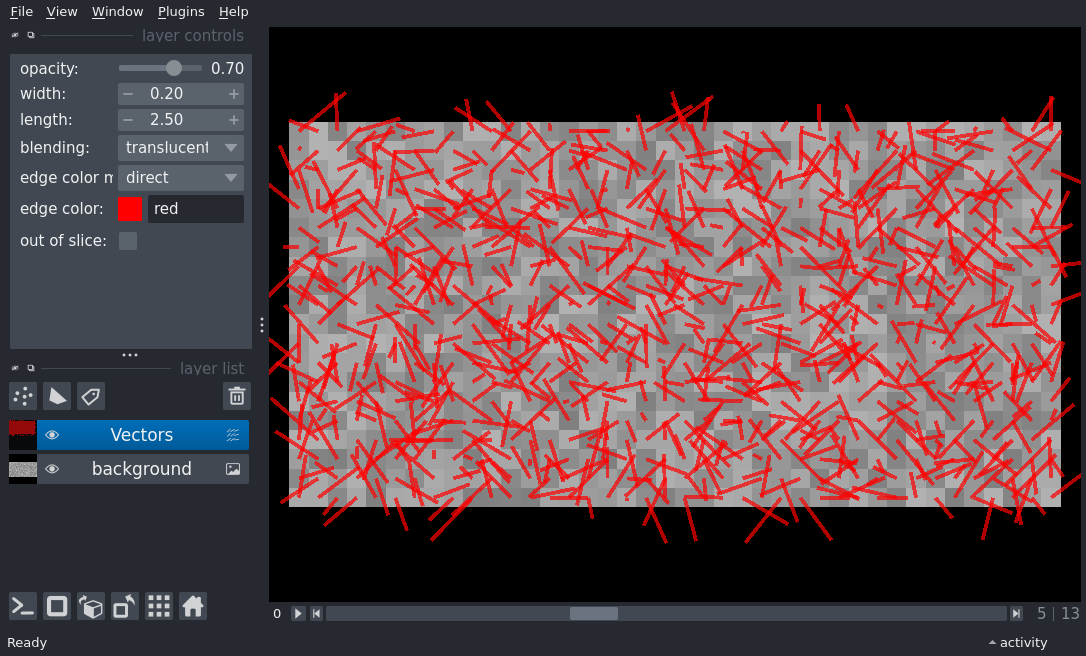 File View Window Plugins Help
layer controls
opacity: 0.70
width: − 0.20 +
length: − 2.50 +
blending: translucent
edge color m direct
edge color: red
out of slice:
layer list
Vectors
background
0 5 | 13
Ready activity